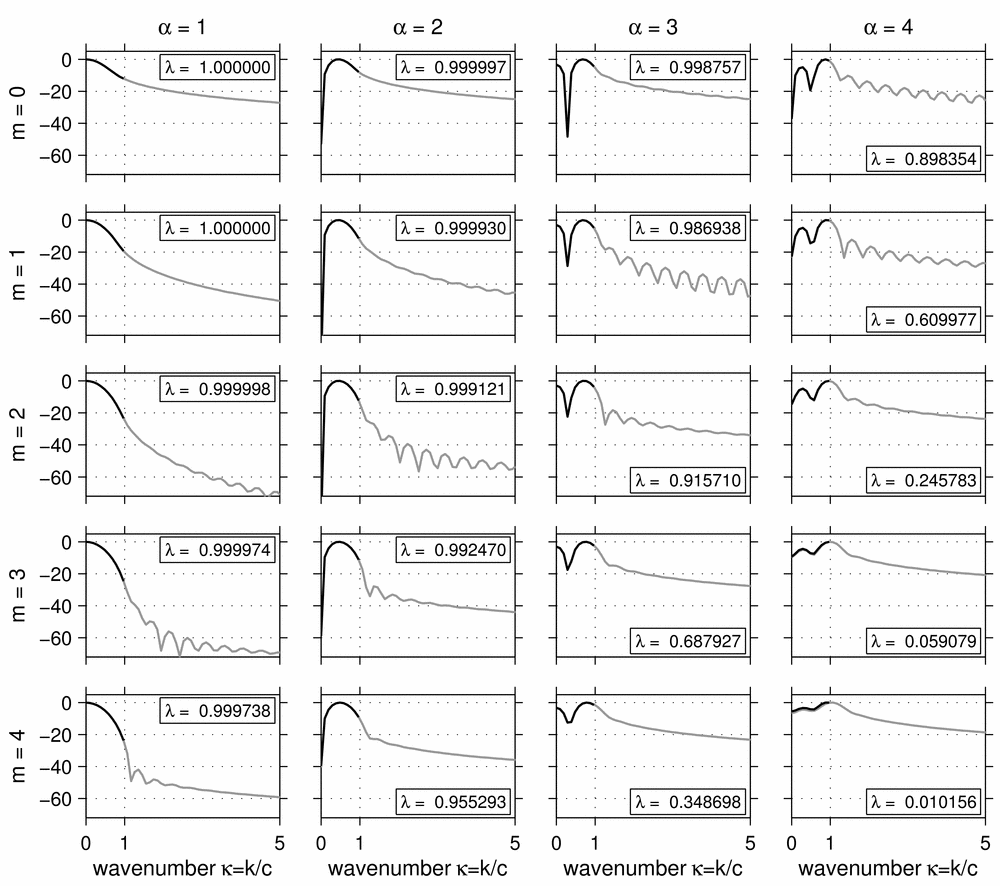 α = 1 α = 2 α = 3 α = 4
0
−20
−40
−60
m = 0
λ = 1.000000
λ = 0.999997
λ = 0.998757
λ = 0.898354
0
−20
−40
−60
m = 1
λ = 1.000000
λ = 0.999930
λ = 0.986938
λ = 0.609977
0
−20
−40
−60
m = 2
λ = 0.999998
λ = 0.999121
λ = 0.915710
λ = 0.245783
0
−20
−40
−60
m = 3
λ = 0.999974
λ = 0.992470
λ = 0.687927
λ = 0.059079
0
−20
−40
−60
m = 4
λ = 0.999738
λ = 0.955293
λ = 0.348698
λ = 0.010156
0 1 5 0 1 5 0 1 5 0 1 5
wavenumber κ=k/c wavenumber κ=k/c wavenumber κ=k/c wavenumber κ=k/c